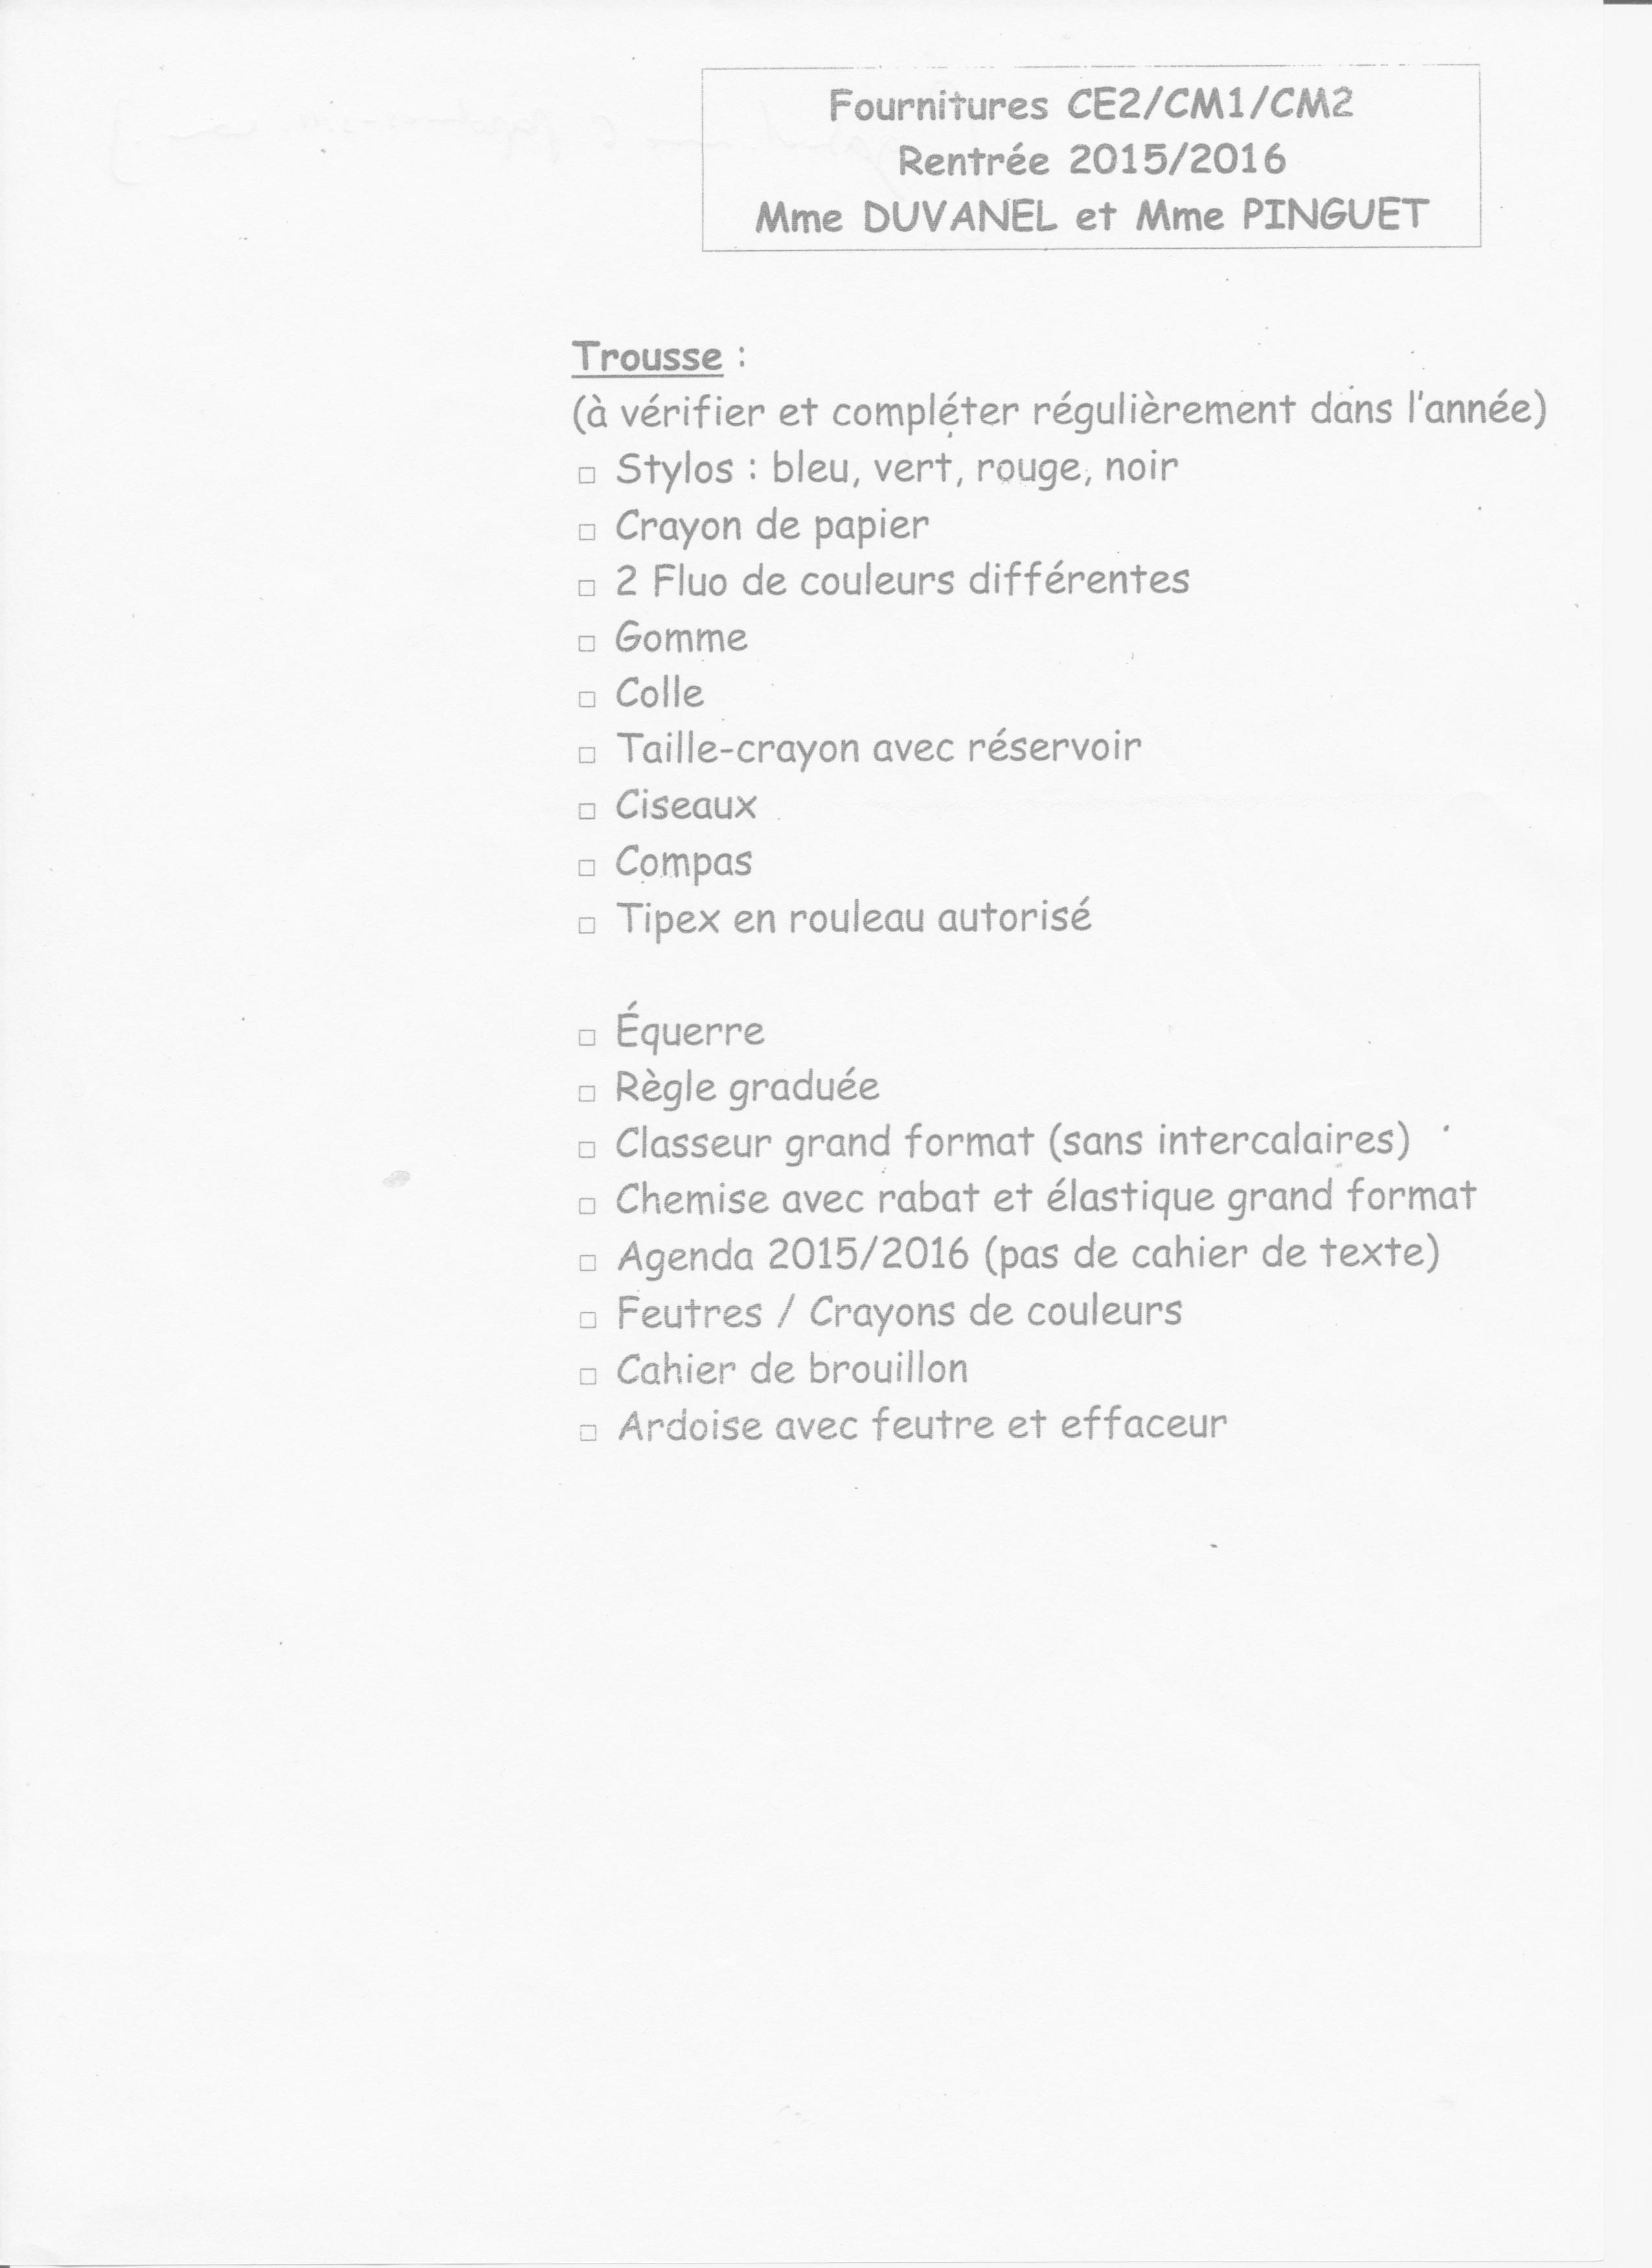 Fournitures CE2/CM1/CM2
Rentrée 2015/2016
Mme DUVANEL et Mme PINGUET
Trousse :
(à vérifier et compléter régulièrement dans l'année)
□ Stylos : bleu, vert, rouge, noir
□ Crayon de papier
□ 2 Fluo de couleurs différentes
□ Gomme
□ Colle
□ Taille-crayon avec réservoir
□ Ciseaux
□ Compas
□ Tipex en rouleau autorisé
□ Équerre
□ Règle graduée
□ Classeur grand format (sans intercalaires)
□ Chemise avec rabat et élastique grand format
□ Agenda 2015/2016 (pas de cahier de texte)
□ Feutres / Crayons de couleurs
□ Cahier de brouillon
□ Ardoise avec feutre et effaceur